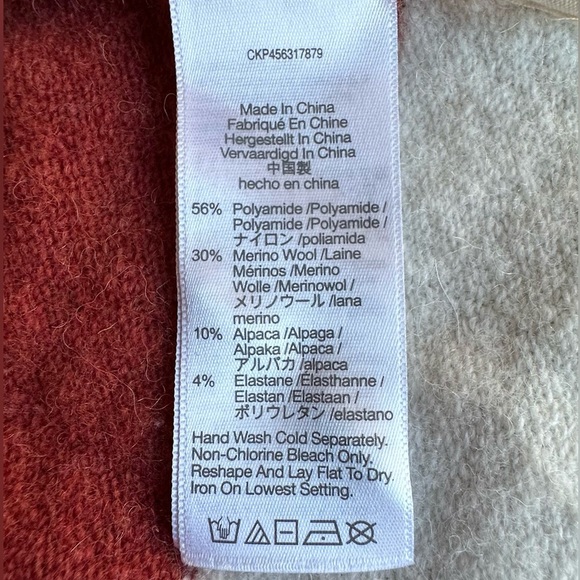 CKP456317879
Made In China
Fabriqué En Chine
Hergestellt In China
Vervaardigd In China
中国製
hecho en china
56% Polyamide /Polyamide /
Polyamide /Polyamide /
ナイロン /poliamida
30% Merino Wool /Laine
Mérinos /Merino
Wolle /Merinowol /
メリノウール /lana
merino
10% Alpaca /Alpaga /
Alpaka /Alpaca /
アルパカ /alpaca
4% Elastane /Élasthanne /
Elastan /Elastaan /
ポリウレタン /elastano
Hand Wash Cold Separately.
Non-Chlorine Bleach Only.
Reshape And Lay Flat To Dry.
Iron On Lowest Setting.